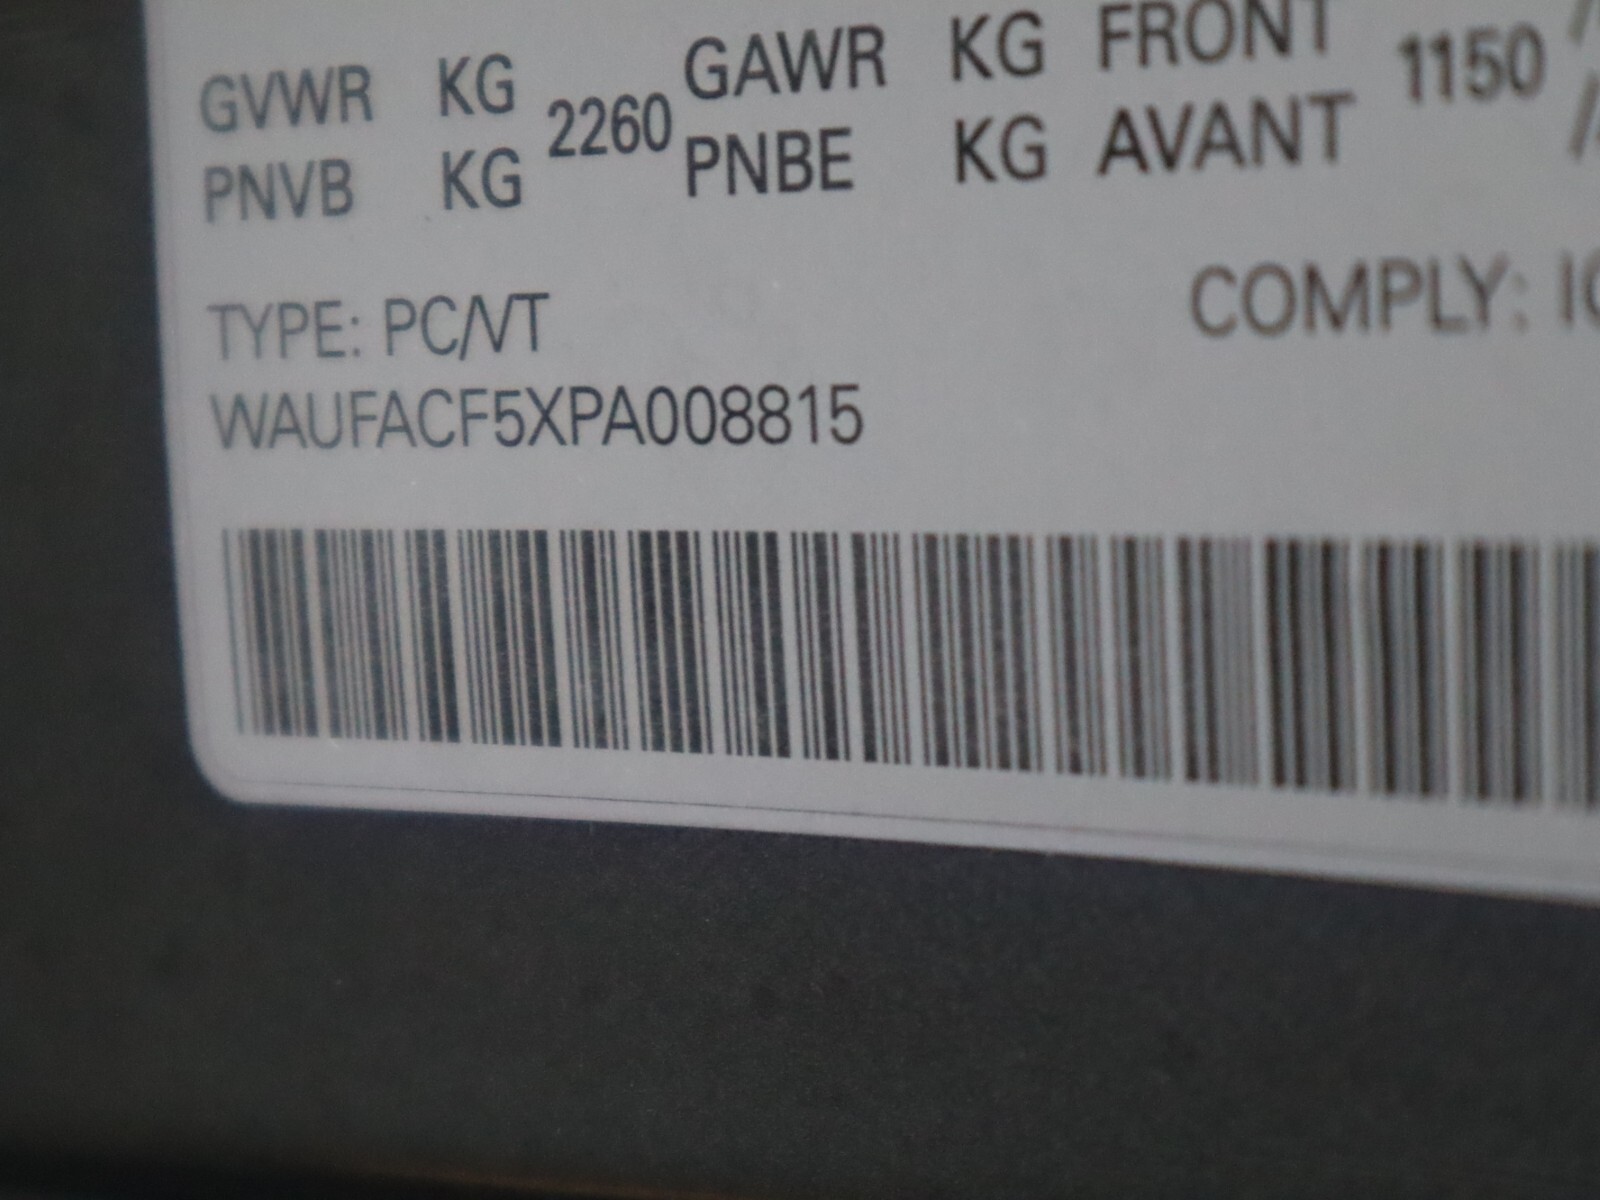 GVWR KG 2260 GAWR KG FRONT 1150
PNVB KG PNBE KG AVANT
TYPE: PC/VT
COMPLY:
WAUFACF5XPA008815